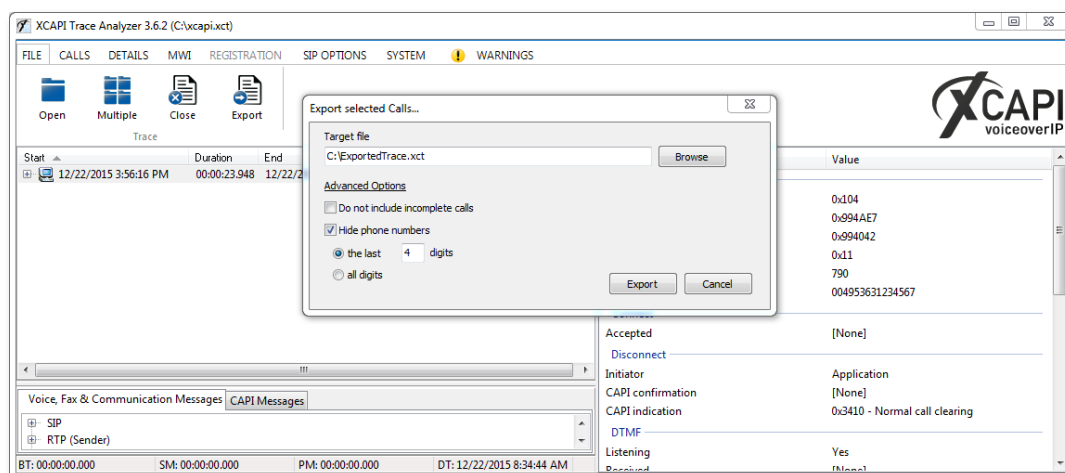 XCAPI Trace Analyzer 3.6.2 (C:\xcapi.xct)
FILE CALLS DETAILS MWI REGISTRATION SIP OPTIONS SYSTEM WARNINGS
Open Multiple Close Export
Trace
XCAPI
voiceoverIP
Export selected Calls...
Target file
C:\ExportedTrace.xct Browse
Advanced Options
Do not include incomplete calls
Hide phone numbers
the last 4 digits
all digits
Export Cancel
Start Duration End
12/22/2015 3:56:16 PM 00:00:23.948 12/22/2
Value
0x104
0x994AE7
0x994042
0x11
790
004953631234567
Accepted [None]
Disconnect
Initiator Application
CAPI confirmation [None]
CAPI indication 0x3410 - Normal call clearing
DTMF
Listening Yes
Received [None]
Voice, Fax & Communication Messages CAPI Messages
SIP
RTP (Sender)
BT: 00:00:00.000 SM: 00:00:00.000 PM: 00:00:00.000 DT: 12/22/2015 8:34:44 AM